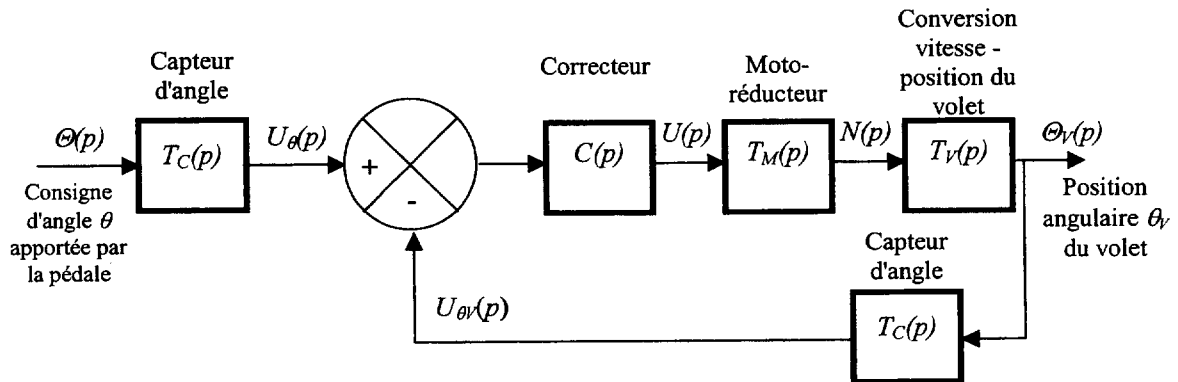 Conversion
vitesse -
position du
volet
Capteur
d'angle
Correcteur
Moto-
réducteur
Θ(p)
T_C(p)
U_θ(p)
+
-
C(p)
U(p)
T_M(p)
N(p)
T_V(p)
Θ_V(p)
Consigne
d'angle θ
apportée par
la pédale
Position
angulaire θ_V
du volet
Capteur
d'angle
U_θV(p)
T_C(p)